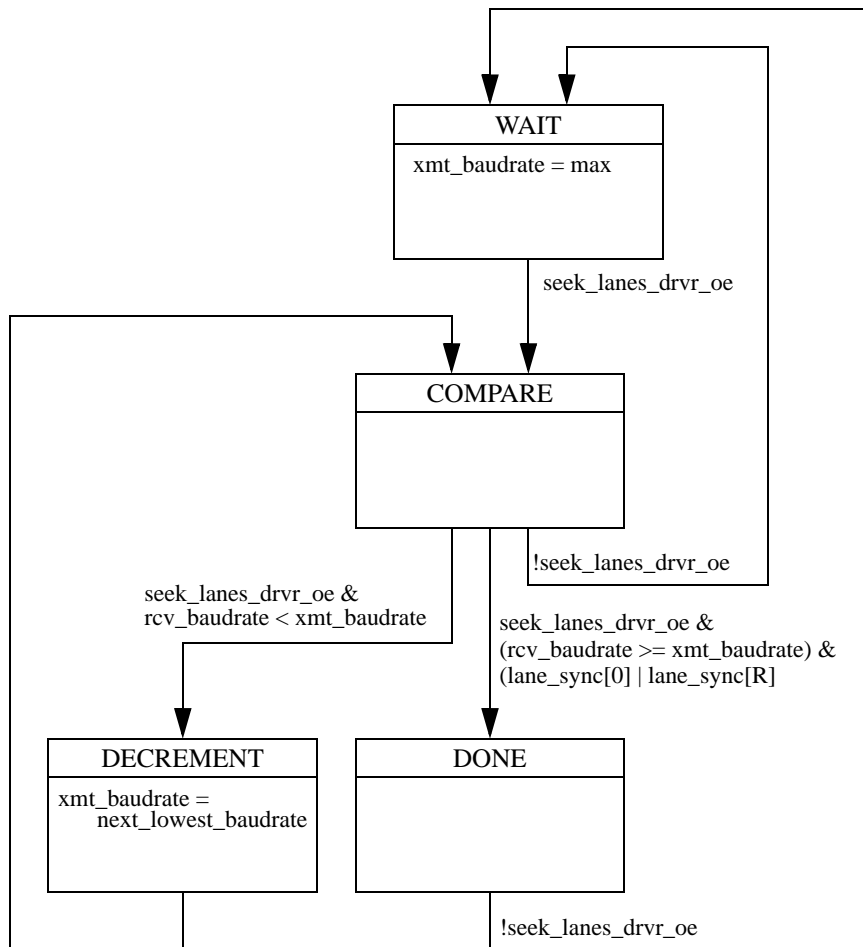 WAIT
xmt_baudrate = max
seek_lanes_drvr_oe
COMPARE
!seek_lanes_drvr_oe
seek_lanes_drvr_oe &
rcv_baudrate < xmt_baudrate
seek_lanes_drvr_oe &
(rcv_baudrate >= xmt_baudrate) &
(lane_sync[0] | lane_sync[R]
DECREMENT
xmt_baudrate =
next_lowest_baudrate
DONE
!seek_lanes_drvr_oe